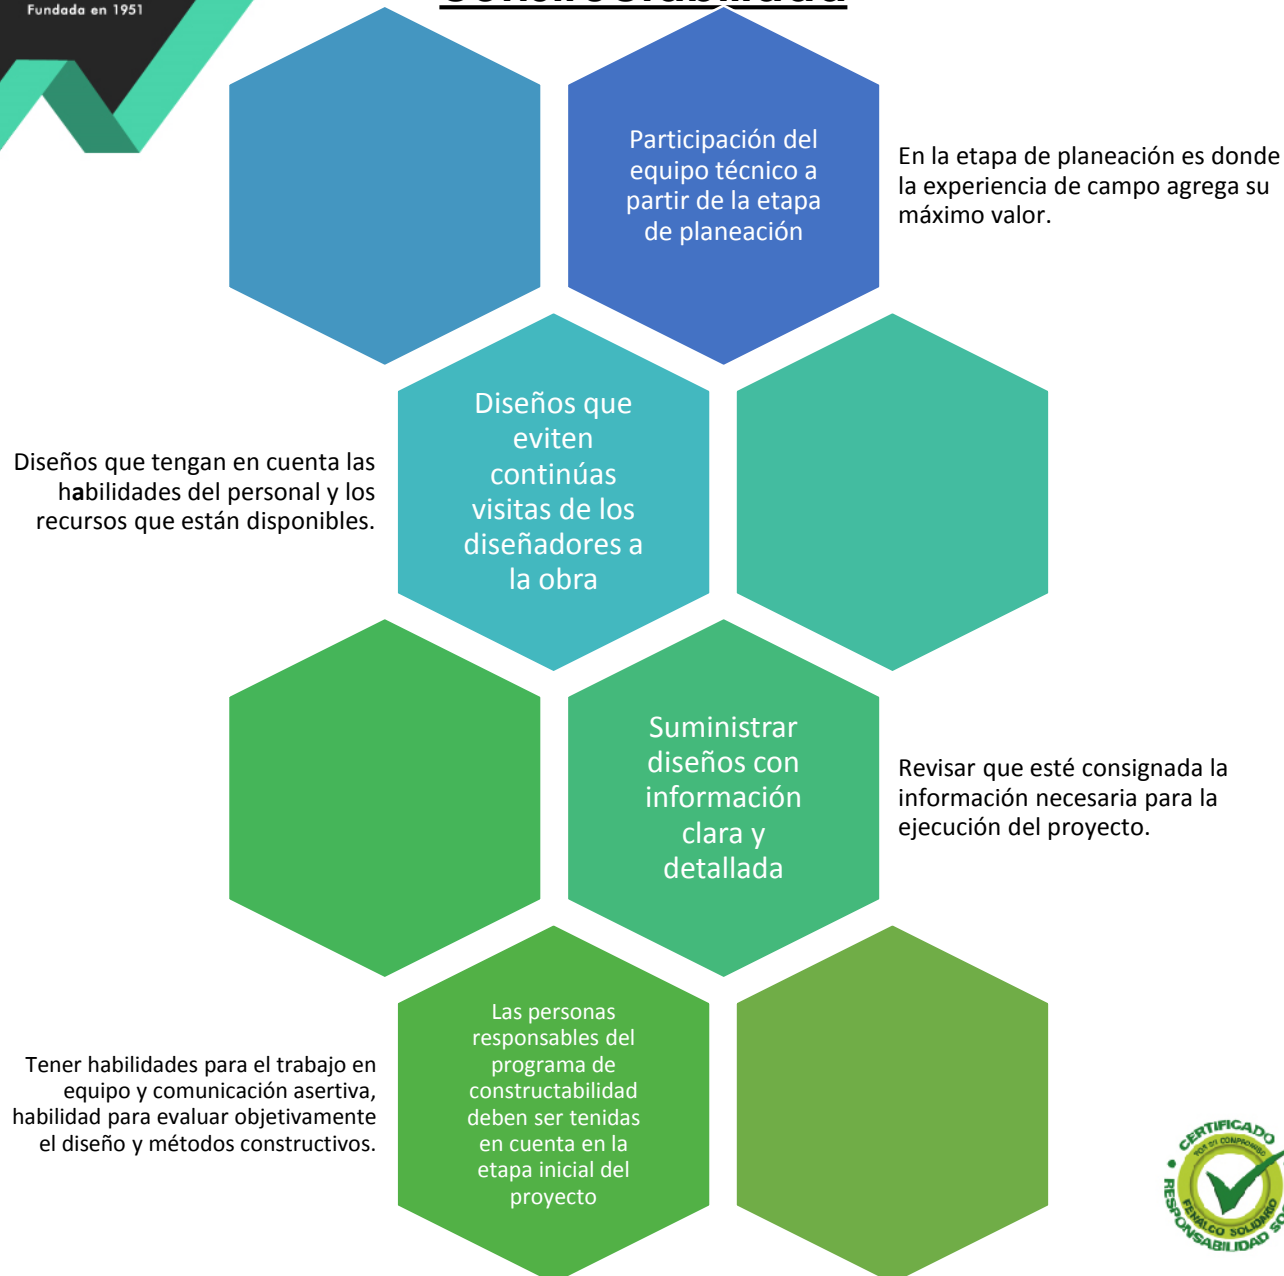 Fundada en 1951
Constructabilidad
Participación del
equipo técnico a
partir de la etapa
de planeación
En la etapa de planeación es donde
la experiencia de campo agrega su
máximo valor.
Diseños que
eviten
continúas
visitas de los
diseñadores a
la obra
Diseños que tengan en cuenta las
habilidades del personal y los
recursos que están disponibles.
Suministrar
diseños con
información
clara y
detallada
Revisar que esté consignada la
información necesaria para la
ejecución del proyecto.
Las personas
responsables del
programa de
constructabilidad
deben ser tenidas
en cuenta en la
etapa inicial del
proyecto
Tener habilidades para el trabajo en
equipo y comunicación asertiva,
habilidad para evaluar objetivamente
el diseño y métodos constructivos.
CERTIFICADO
POR SU COMPROMISO
FENALCO SOLIDARIO
RESPONSABILIDAD